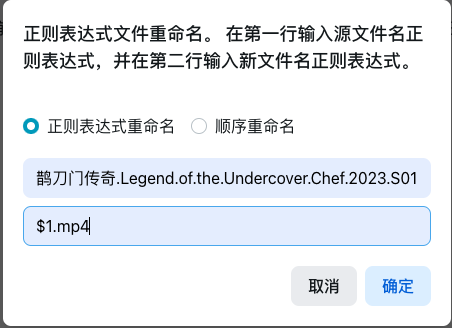 正则表达式文件重命名。 在第一行输入源文件名正
则表达式，并在第二行输入新文件名正则表达式。
正则表达式重命名 顺序重命名
鹊刀门传奇.Legend.of.the.Undercover.Chef.2023.S01
$1.mp4
取消 确定